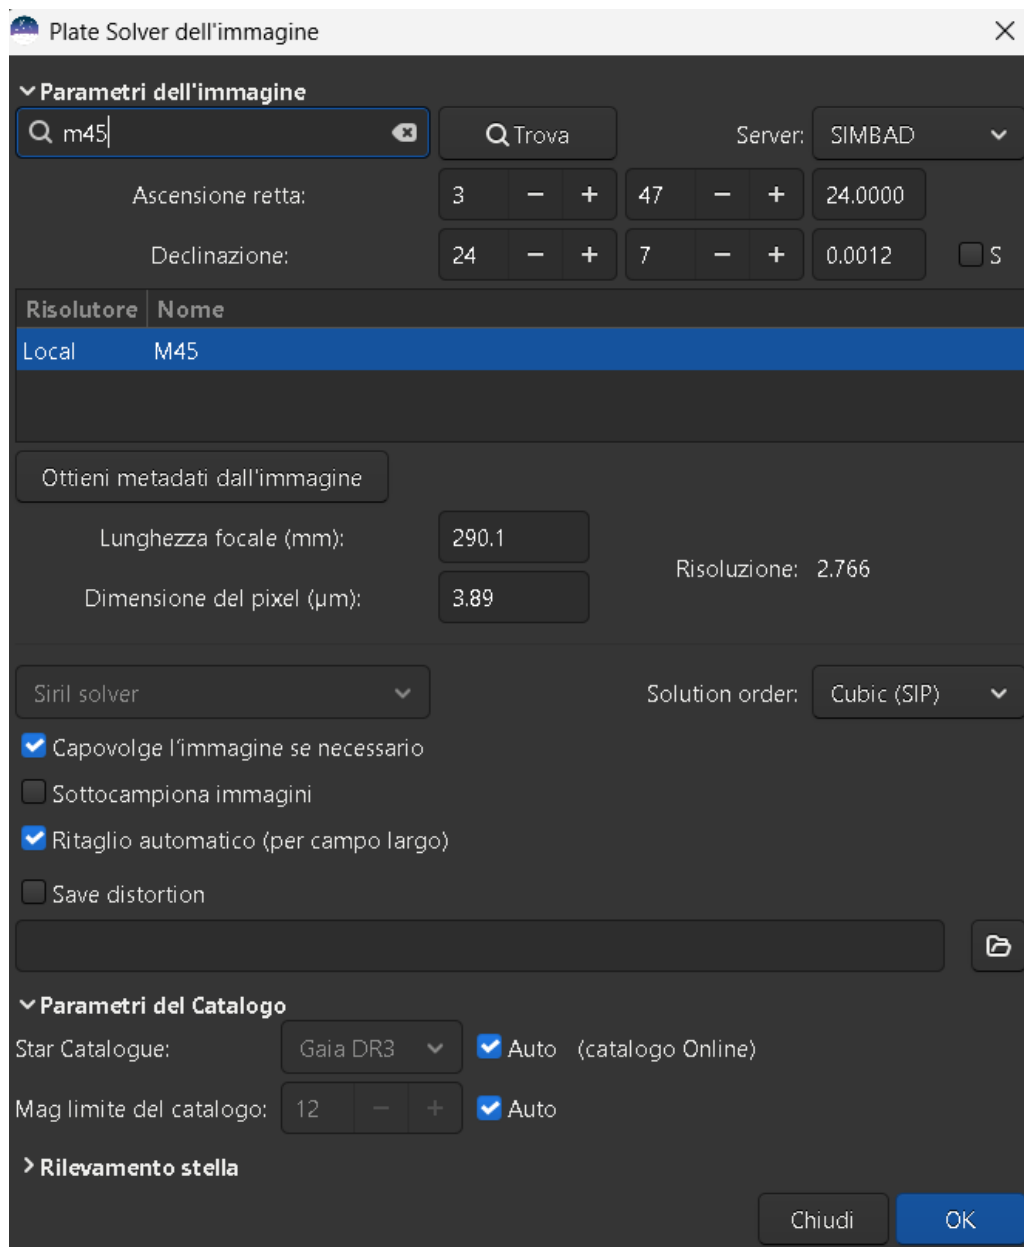 Plate Solver dell'immagine
Parametri dell'immagine
m45 Trova Server: SIMBAD
Ascensione retta: 3 − + 47 − + 24.0000
Declinazione: 24 − + 7 − + 0.0012 S
Risolutore Nome
Local M45
Ottieni metadati dall'immagine
Lunghezza focale (mm): 290.1
Risoluzione: 2.766
Dimensione del pixel (µm): 3.89
Siril solver Solution order: Cubic (SIP)
Capovolge l'immagine se necessario
Sottocampiona immagini
Ritaglio automatico (per campo largo)
Save distortion
Parametri del Catalogo
Star Catalogue: Gaia DR3 Auto (catalogo Online)
Mag limite del catalogo: 12 − + Auto
Rilevamento stella
Chiudi OK